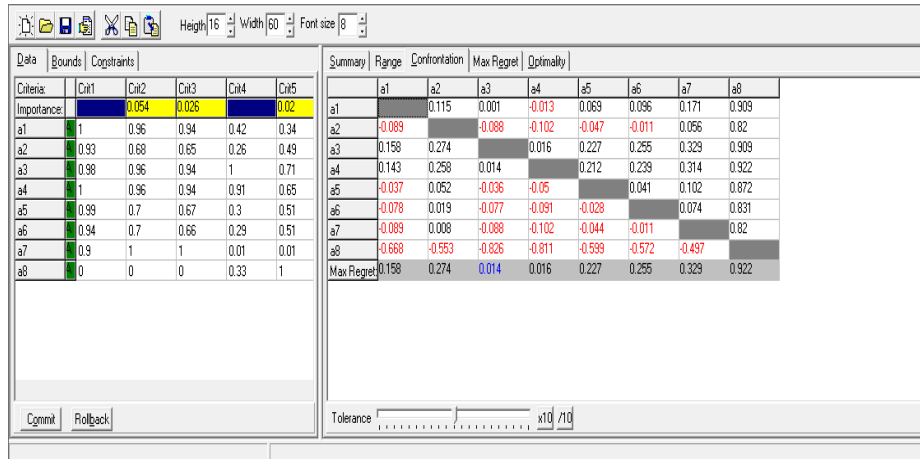 Heigth 16 Width 60 Font size 8
Data Bounds Constraints
Criteria: Crit1 Crit2 Crit3 Crit4 Crit5
Importance: 0.054 0.026 0.02
a1 1 0.96 0.94 0.42 0.34
a2 0.93 0.68 0.65 0.26 0.49
a3 0.98 0.96 0.94 1 0.71
a4 1 0.96 0.94 0.91 0.65
a5 0.99 0.7 0.67 0.3 0.51
a6 0.94 0.7 0.66 0.29 0.51
a7 0.9 1 1 0.01 0.01
a8 0 0 0 0.33 1
Commit Rollback
Summary Range Confrontation Max Regret Optimality
a1 a2 a3 a4 a5 a6 a7 a8
a1 0.115 0.001 -0.013 0.069 0.096 0.171 0.909
a2 -0.089 -0.088 -0.102 -0.047 -0.011 0.056 0.82
a3 0.158 0.274 0.016 0.227 0.255 0.329 0.909
a4 0.143 0.258 0.014 0.212 0.239 0.314 0.922
a5 -0.037 0.052 -0.036 -0.05 0.041 0.102 0.872
a6 -0.078 0.019 -0.077 -0.091 -0.028 0.074 0.831
a7 -0.089 0.008 -0.088 -0.102 -0.044 -0.011 0.82
a8 -0.668 -0.553 -0.826 -0.811 -0.599 -0.572 -0.497
Max Regret: 0.158 0.274 0.014 0.016 0.227 0.255 0.329 0.922
Tolerance x10 /10